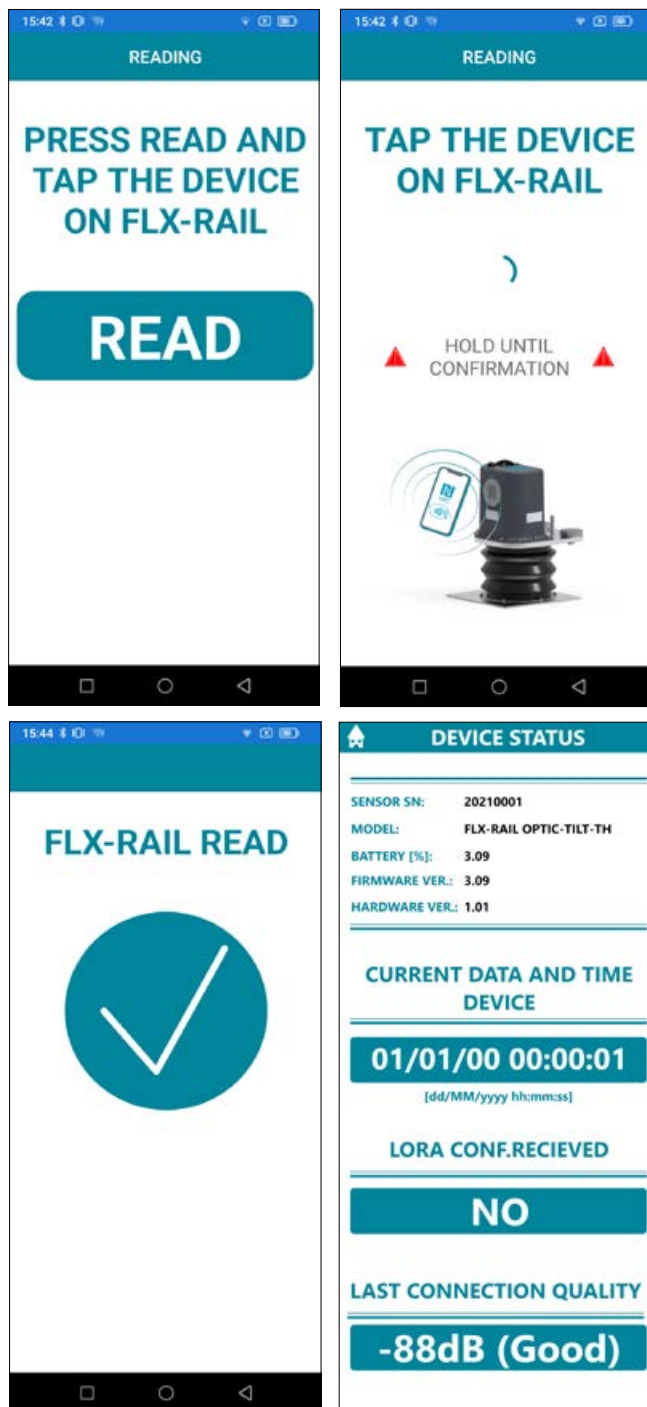 15:42
READING
PRESS READ AND
TAP THE DEVICE
ON FLX-RAIL
READ
15:42
READING
TAP THE DEVICE
ON FLX-RAIL
HOLD UNTIL
CONFIRMATION
15:44
FLX-RAIL READ
DEVICE STATUS
SENSOR SN: 20210001
MODEL: FLX-RAIL OPTIC-TILT-TH
BATTERY [%]: 3.09
FIRMWARE VER.: 3.09
HARDWARE VER.: 1.01
CURRENT DATA AND TIME
DEVICE
01/01/00 00:00:01
[dd/MM/yyyy hh:mm:ss]
LORA CONF.RECIEVED
NO
LAST CONNECTION QUALITY
-88dB (Good)